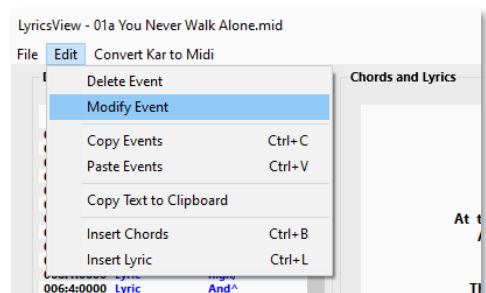 LyricsView - 01a You Never Walk Alone.mid
File Edit Convert Kar to Midi
Chords and Lyrics
Delete Event
Modify Event
Copy Events Ctrl+C
Paste Events Ctrl+V
Copy Text to Clipboard
At
Insert Chords Ctrl+B
Insert Lyric Ctrl+L
006:4:0000 Lyric And^